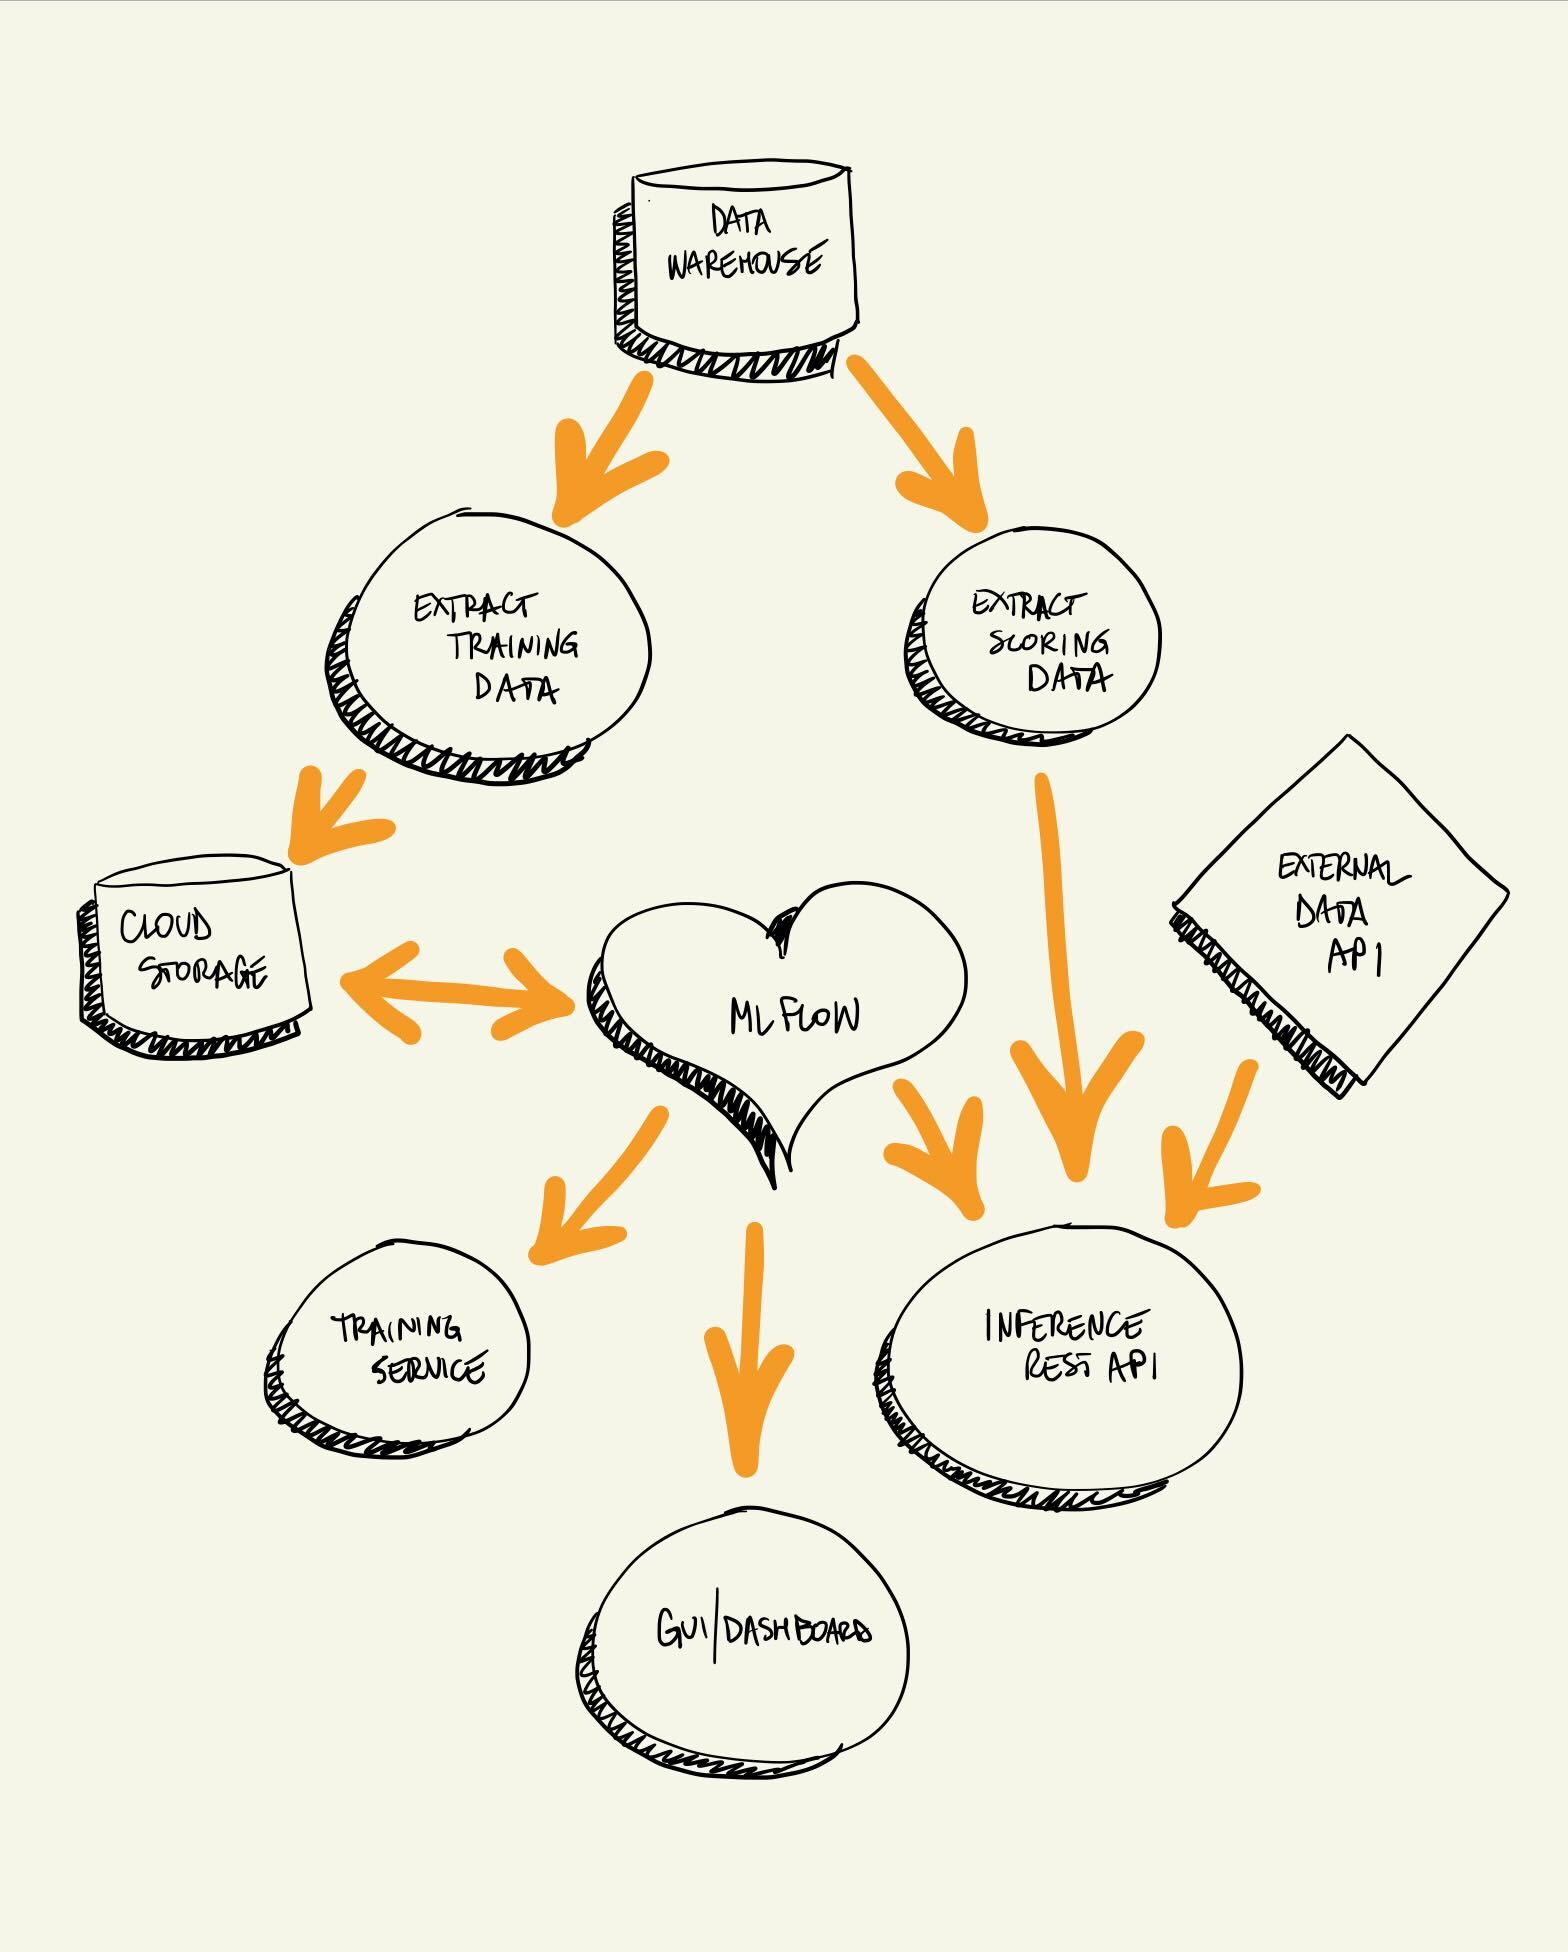 DATA
WAREHOUSE
EXTRACT
TRAINING
DATA
EXTRACT
SCORING
DATA
EXTERNAL
DATA
API
CLOUD
STORAGE
ML FLOW
TRAINING
SERVICE
INFERENCE
REST API
GUI/DASHBOARD